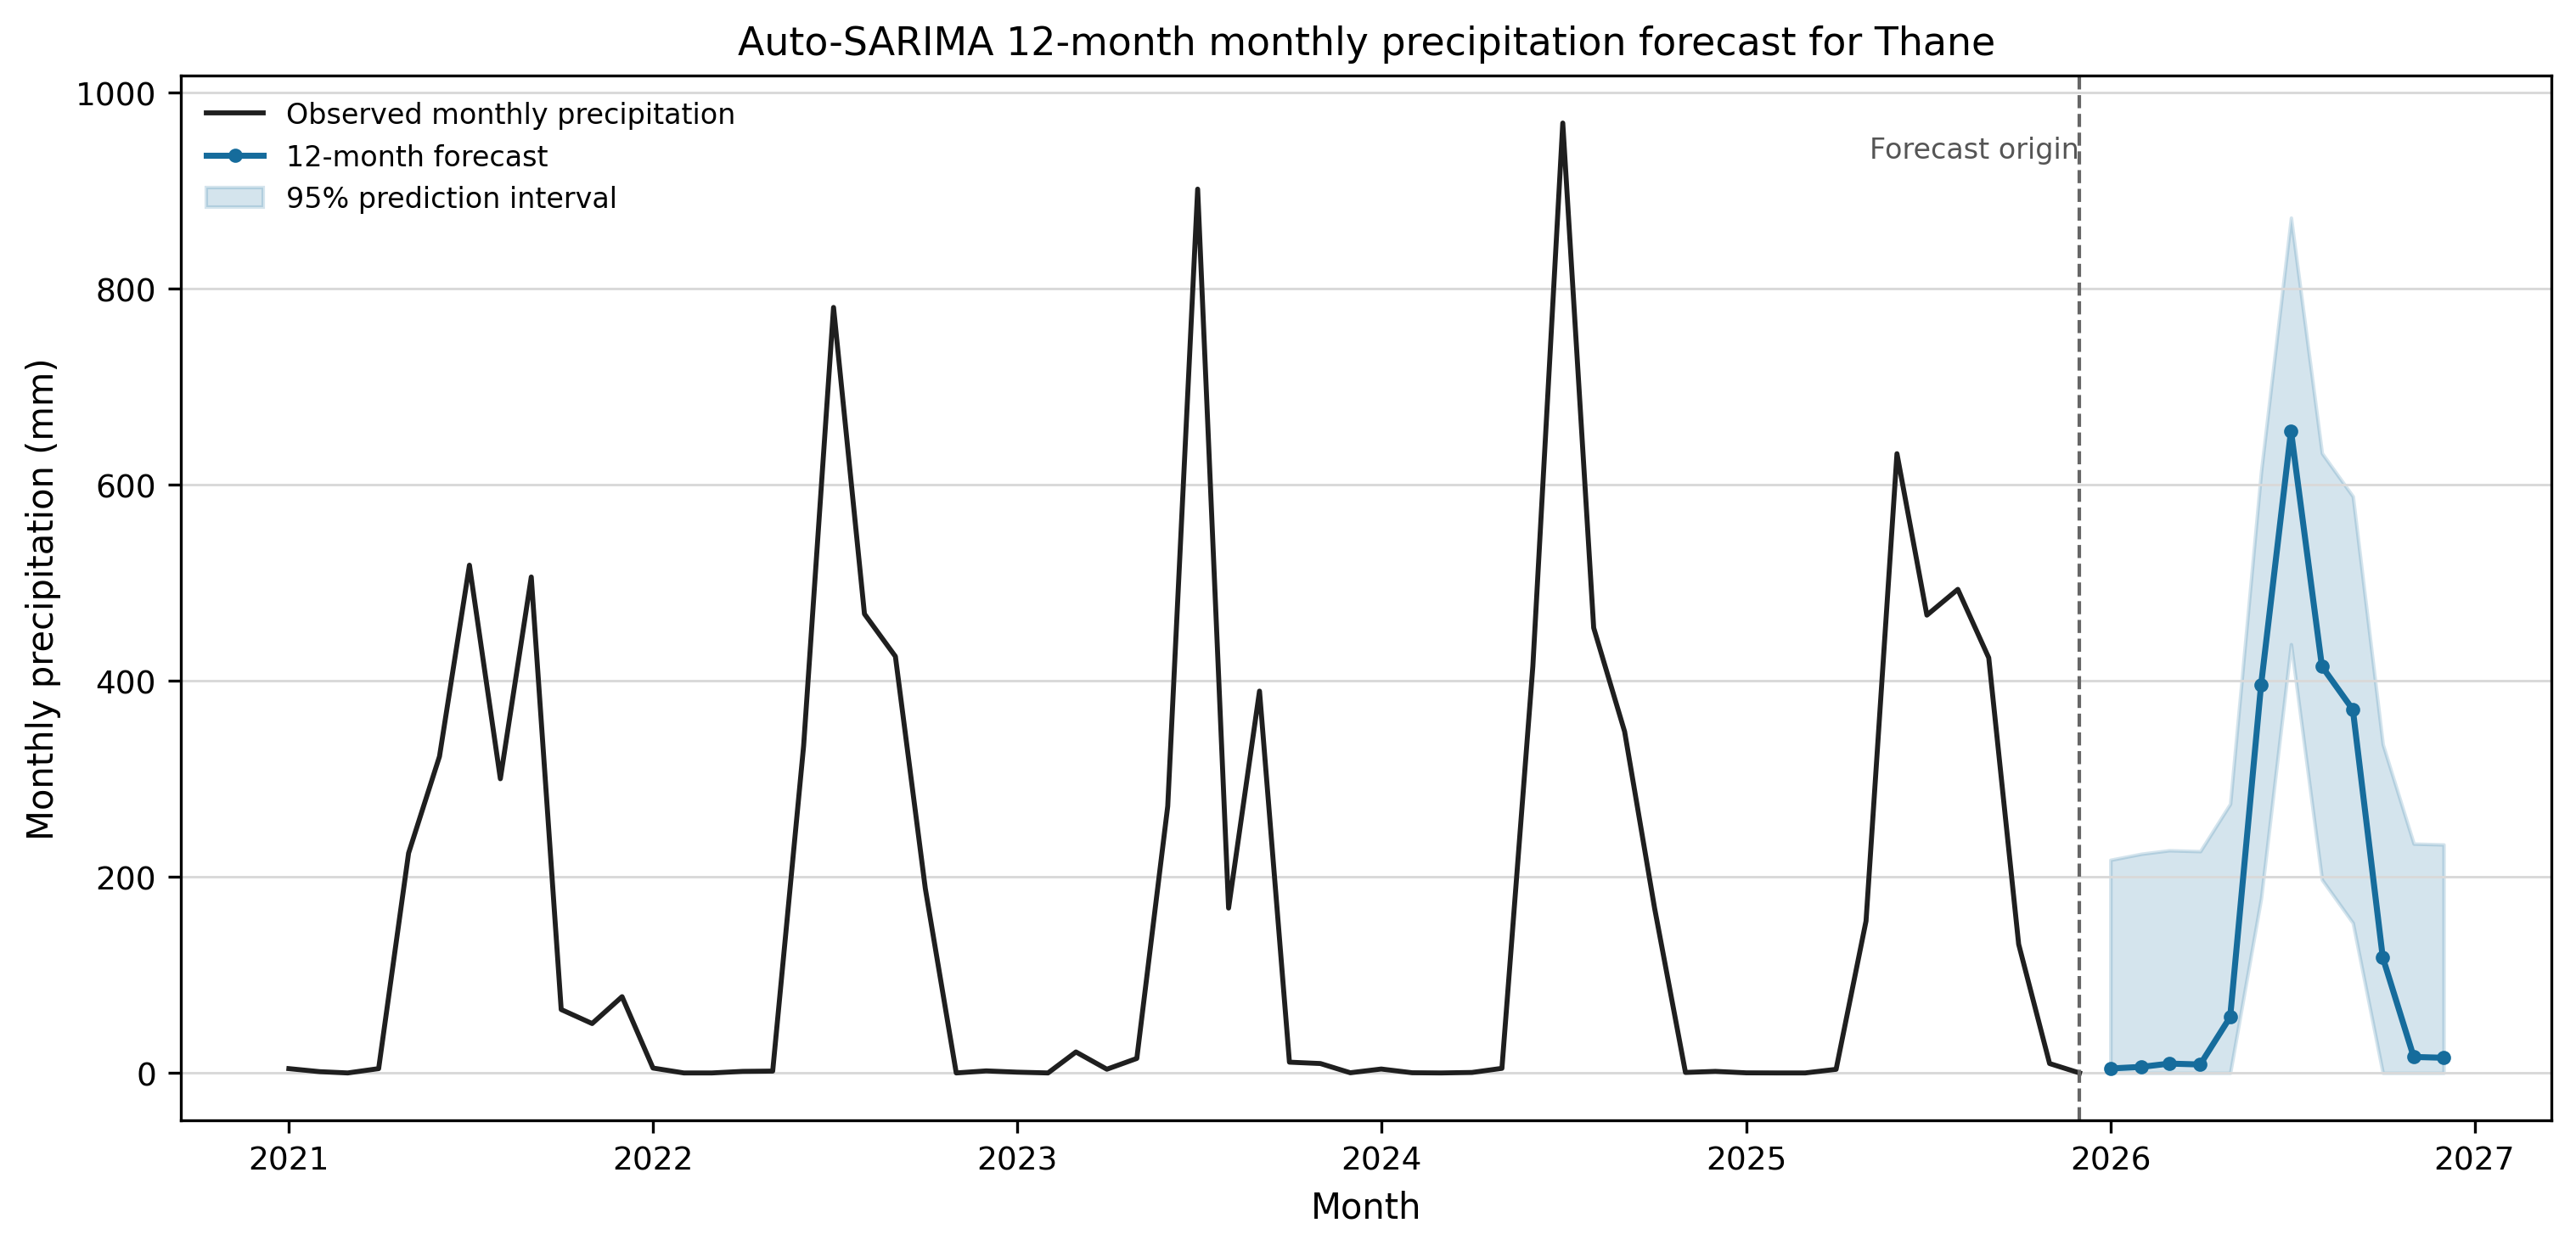 Auto-SARIMA 12-month monthly precipitation forecast for Thane
Observed monthly precipitation
12-month forecast
95% prediction interval
Forecast origin
Monthly precipitation (mm)
1000
800
600
400
200
0
2021 2022 2023 2024 2025 2026 2027
Month